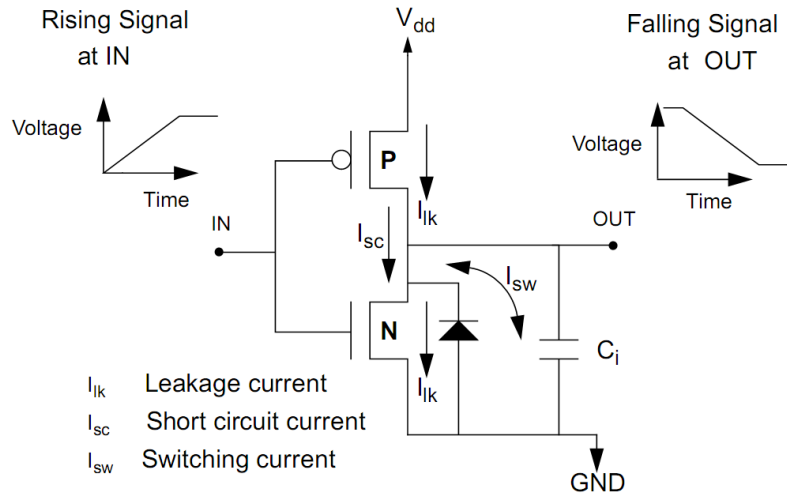 Rising Signal
at IN
V_dd
Falling Signal
at OUT
Voltage
Time
Voltage
Time
P
I_lk
IN
I_sc
OUT
I_sw
N
I_lk
C_i
I_lk Leakage current
I_sc Short circuit current
I_sw Switching current
GND